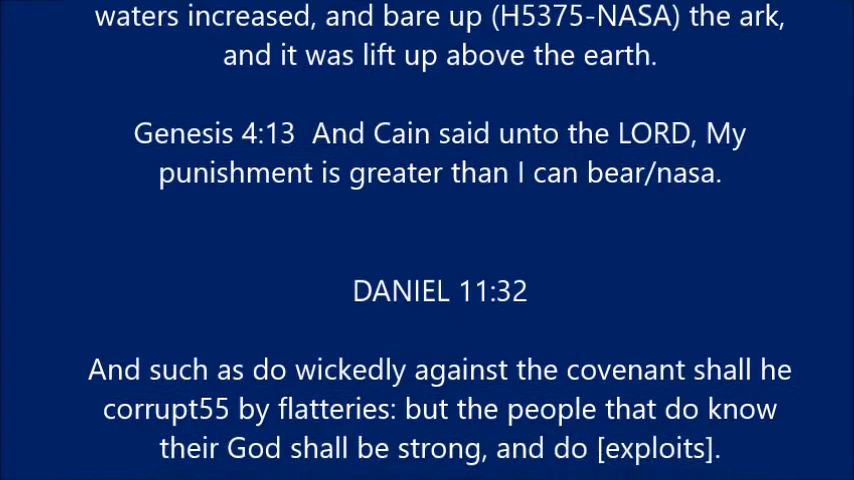 waters increased, and bare up (H5375-NASA) the ark,
and it was lift up above the earth.
Genesis 4:13  And Cain said unto the LORD, My
punishment is greater than I can bear/nasa.
DANIEL 11:32
And such as do wickedly against the covenant shall he
corrupt55 by flatteries: but the people that do know
their God shall be strong, and do [exploits].